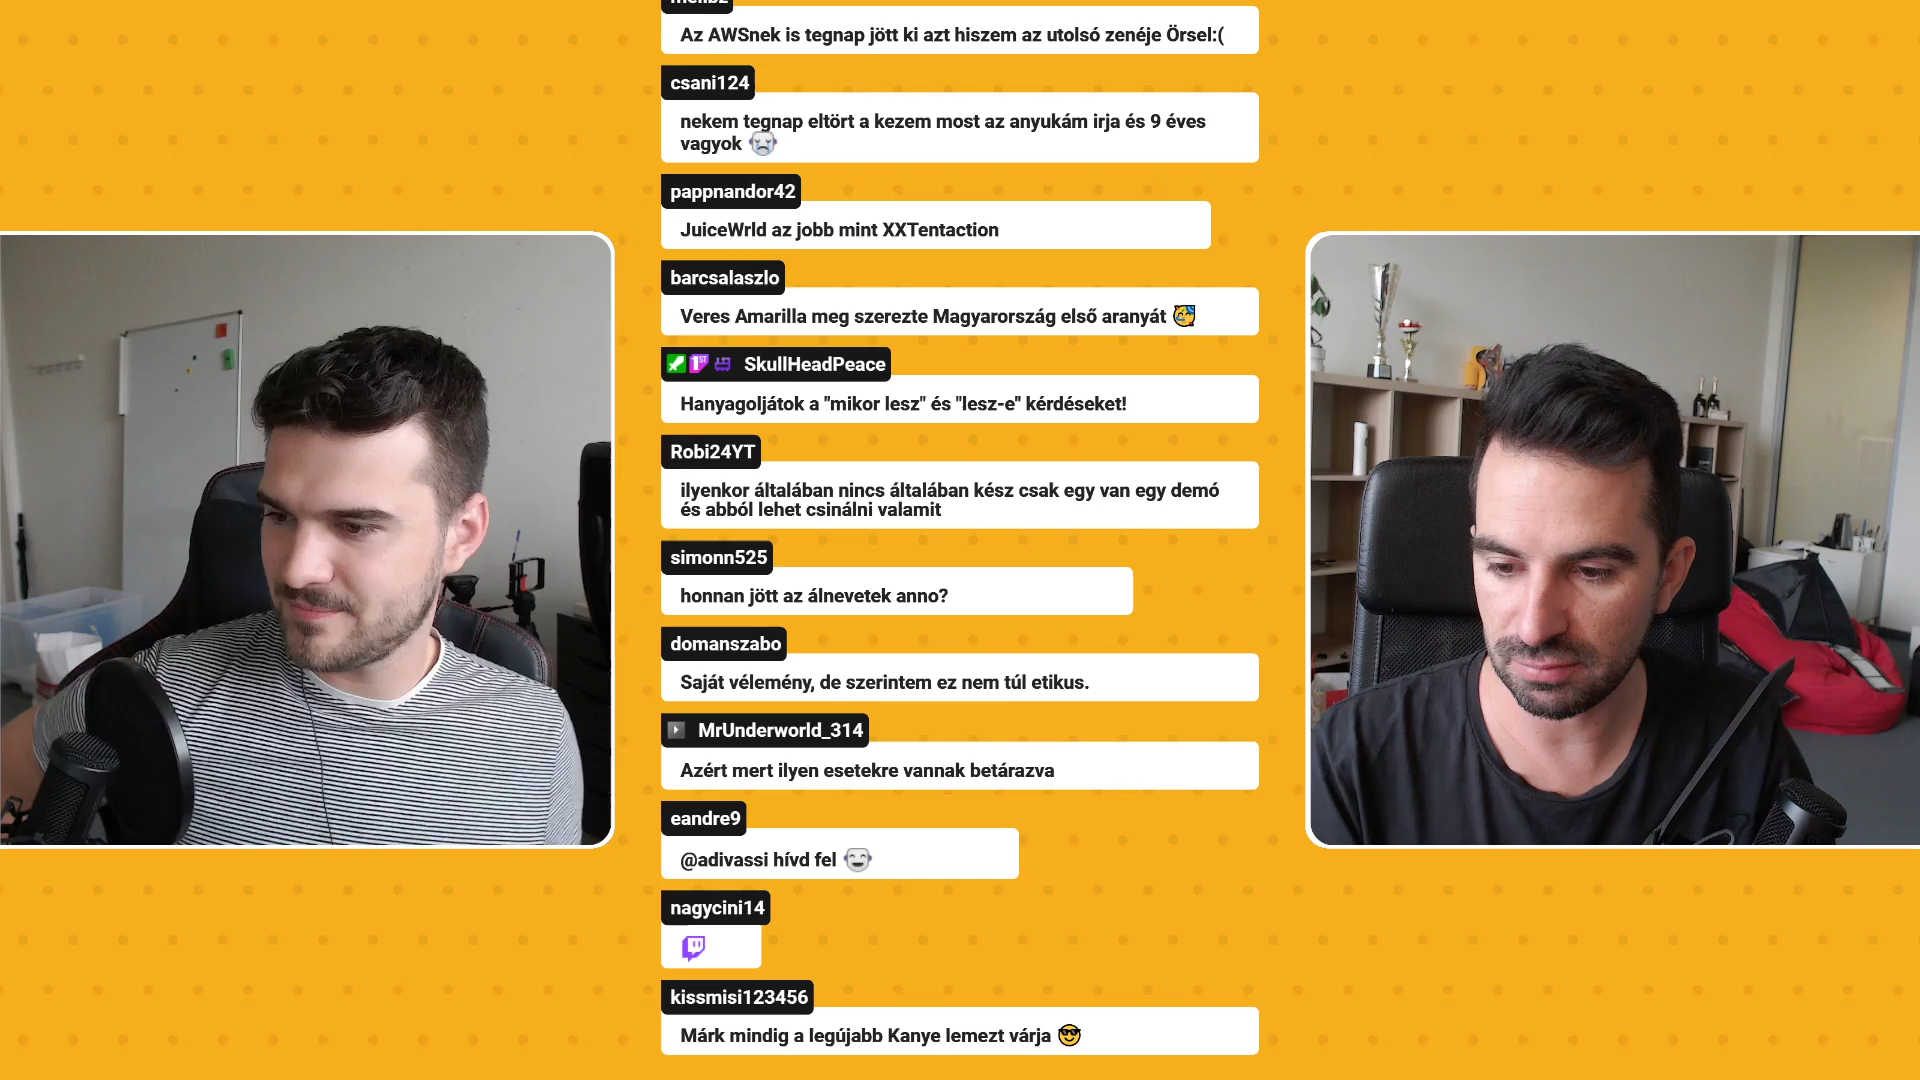 Az AWSnek is tegnap jött ki azt hiszem az utolsó zenéje Örsel:(
csani124
nekem tegnap eltört a kezem most az anyukám irja és 9 éves
vagyok
pappnandor42
JuiceWrld az jobb mint XXTentaction
barcsalaszlo
Veres Amarilla meg szerezte Magyarország első aranyát 🥳
1ST SkullHeadPeace
Hanyagoljátok a "mikor lesz" és "lesz-e" kérdéseket!
Robi24YT
ilyenkor általában nincs általában kész csak egy van egy demó
és abból lehet csinálni valamit
simonn525
honnan jött az álnevetek anno?
domanszabo
Saját vélemény, de szerintem ez nem túl etikus.
MrUnderworld_314
Azért mert ilyen esetekre vannak betárazva
eandre9
@adivassi hívd fel
nagycini14
kissmisi123456
Márk mindig a legújabb Kanye lemezt várja 😎